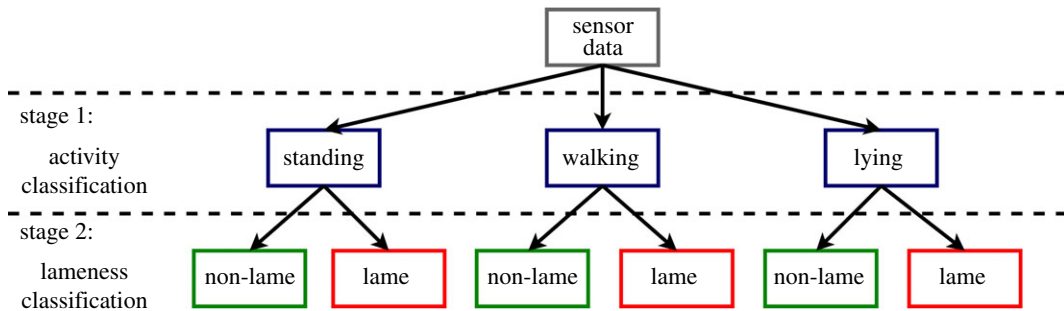 sensor
data
stage 1:
activity
classification
standing
walking
lying
stage 2:
lameness
classification
non-lame
lame
non-lame
lame
non-lame
lame